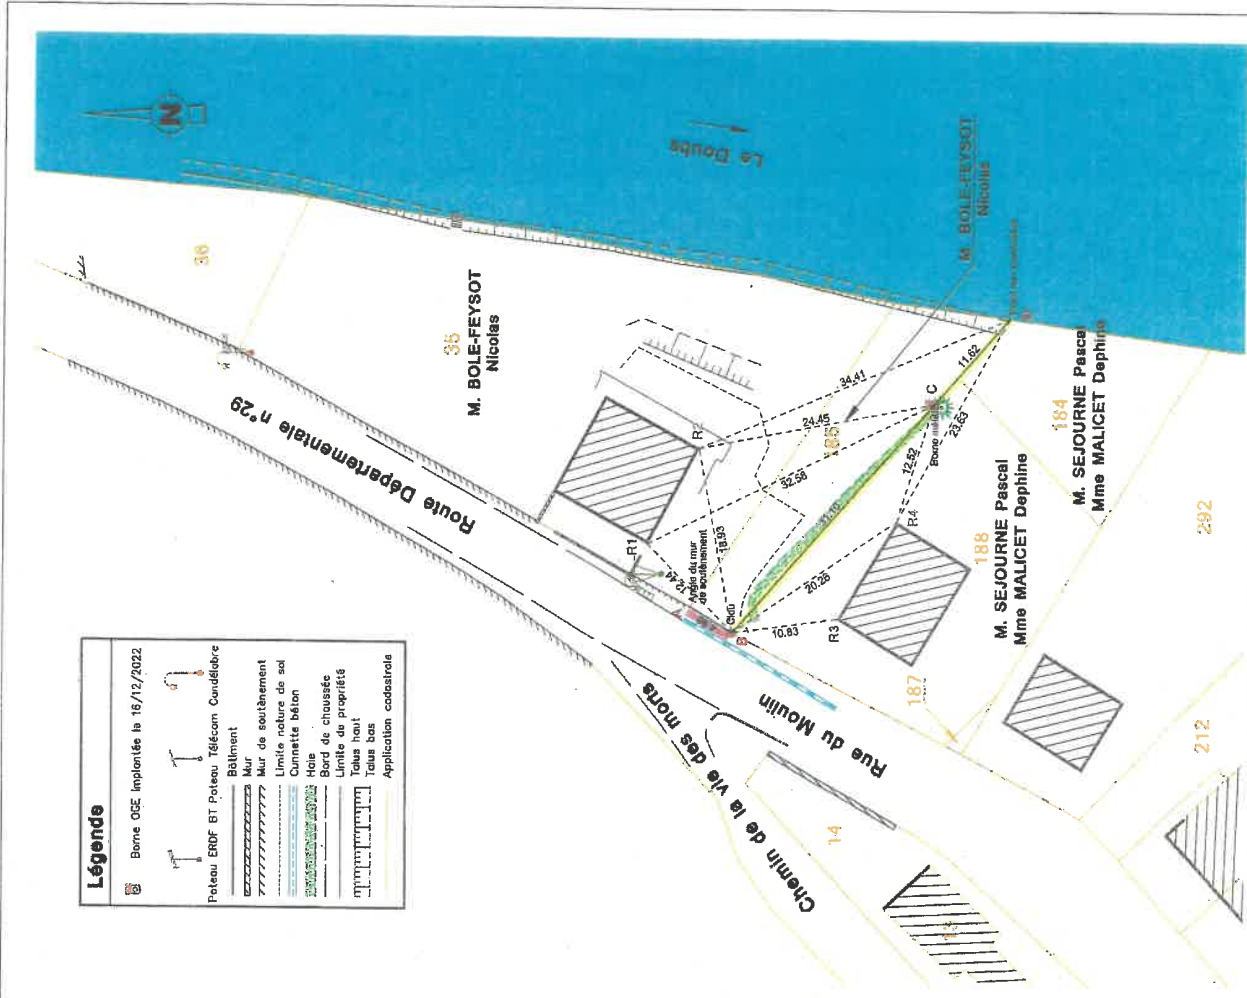 Légende
Borne OGE implantée le 16/12/2022
Poteau ERDF BT Poteau Télécom Candélabre
Bâtiment
Mur
Mur de soutènement
Limite nature de sol
Cunnette béton
Haie
Bord de chaussée
Limite de propriété
Talus haut
Talus bas
Application cadastrale
N
Le Doubs
36
35
M. BOLE-FEYSOT
Nicolas
Route Départementale n°29
M. BOLE-FEYSOT
Nicolas
R1
R2
34.41
24.45
32.58
18.93
12.44
Angle du mur
de soutènement
Clôū
B
10.83
R3
20.28
31.10
12.52
R4
C
23.63
11.62
188
M. SEJOURNE Pascal
Mme MALICET Dephine
184
M. SEJOURNE Pascal
Mme MALICET Dephine
187
292
212
Rue du Moulin
Chemin de la vie des morts
14